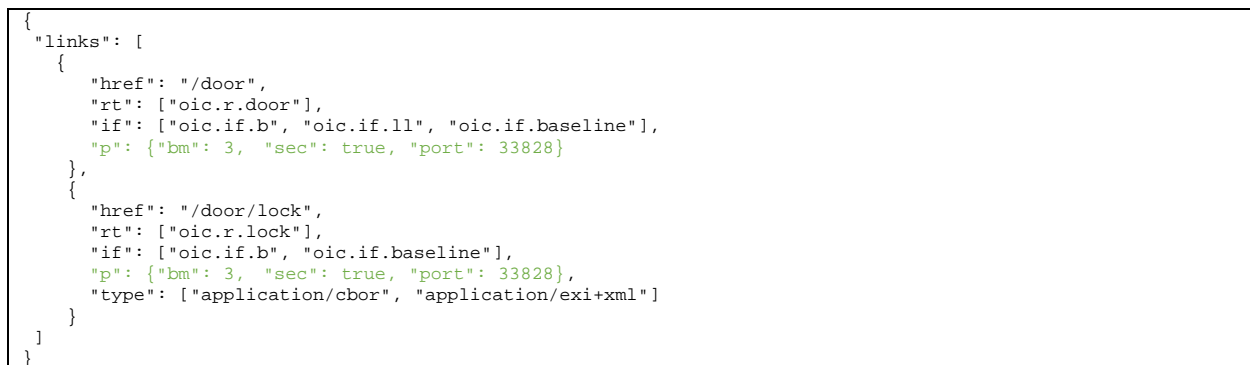 {
 "links": [
   {
      "href": "/door",
      "rt": ["oic.r.door"],
      "if": ["oic.if.b", "oic.if.ll", "oic.if.baseline"],
      "p": {"bm": 3,  "sec": true, "port": 33828}
    },
    {
      "href": "/door/lock",
      "rt": ["oic.r.lock"],
      "if": ["oic.if.b", "oic.if.baseline"],
      "p": {"bm": 3,  "sec": true, "port": 33828},
      "type": ["application/cbor", "application/exi+xml"]
    }
 ]
}